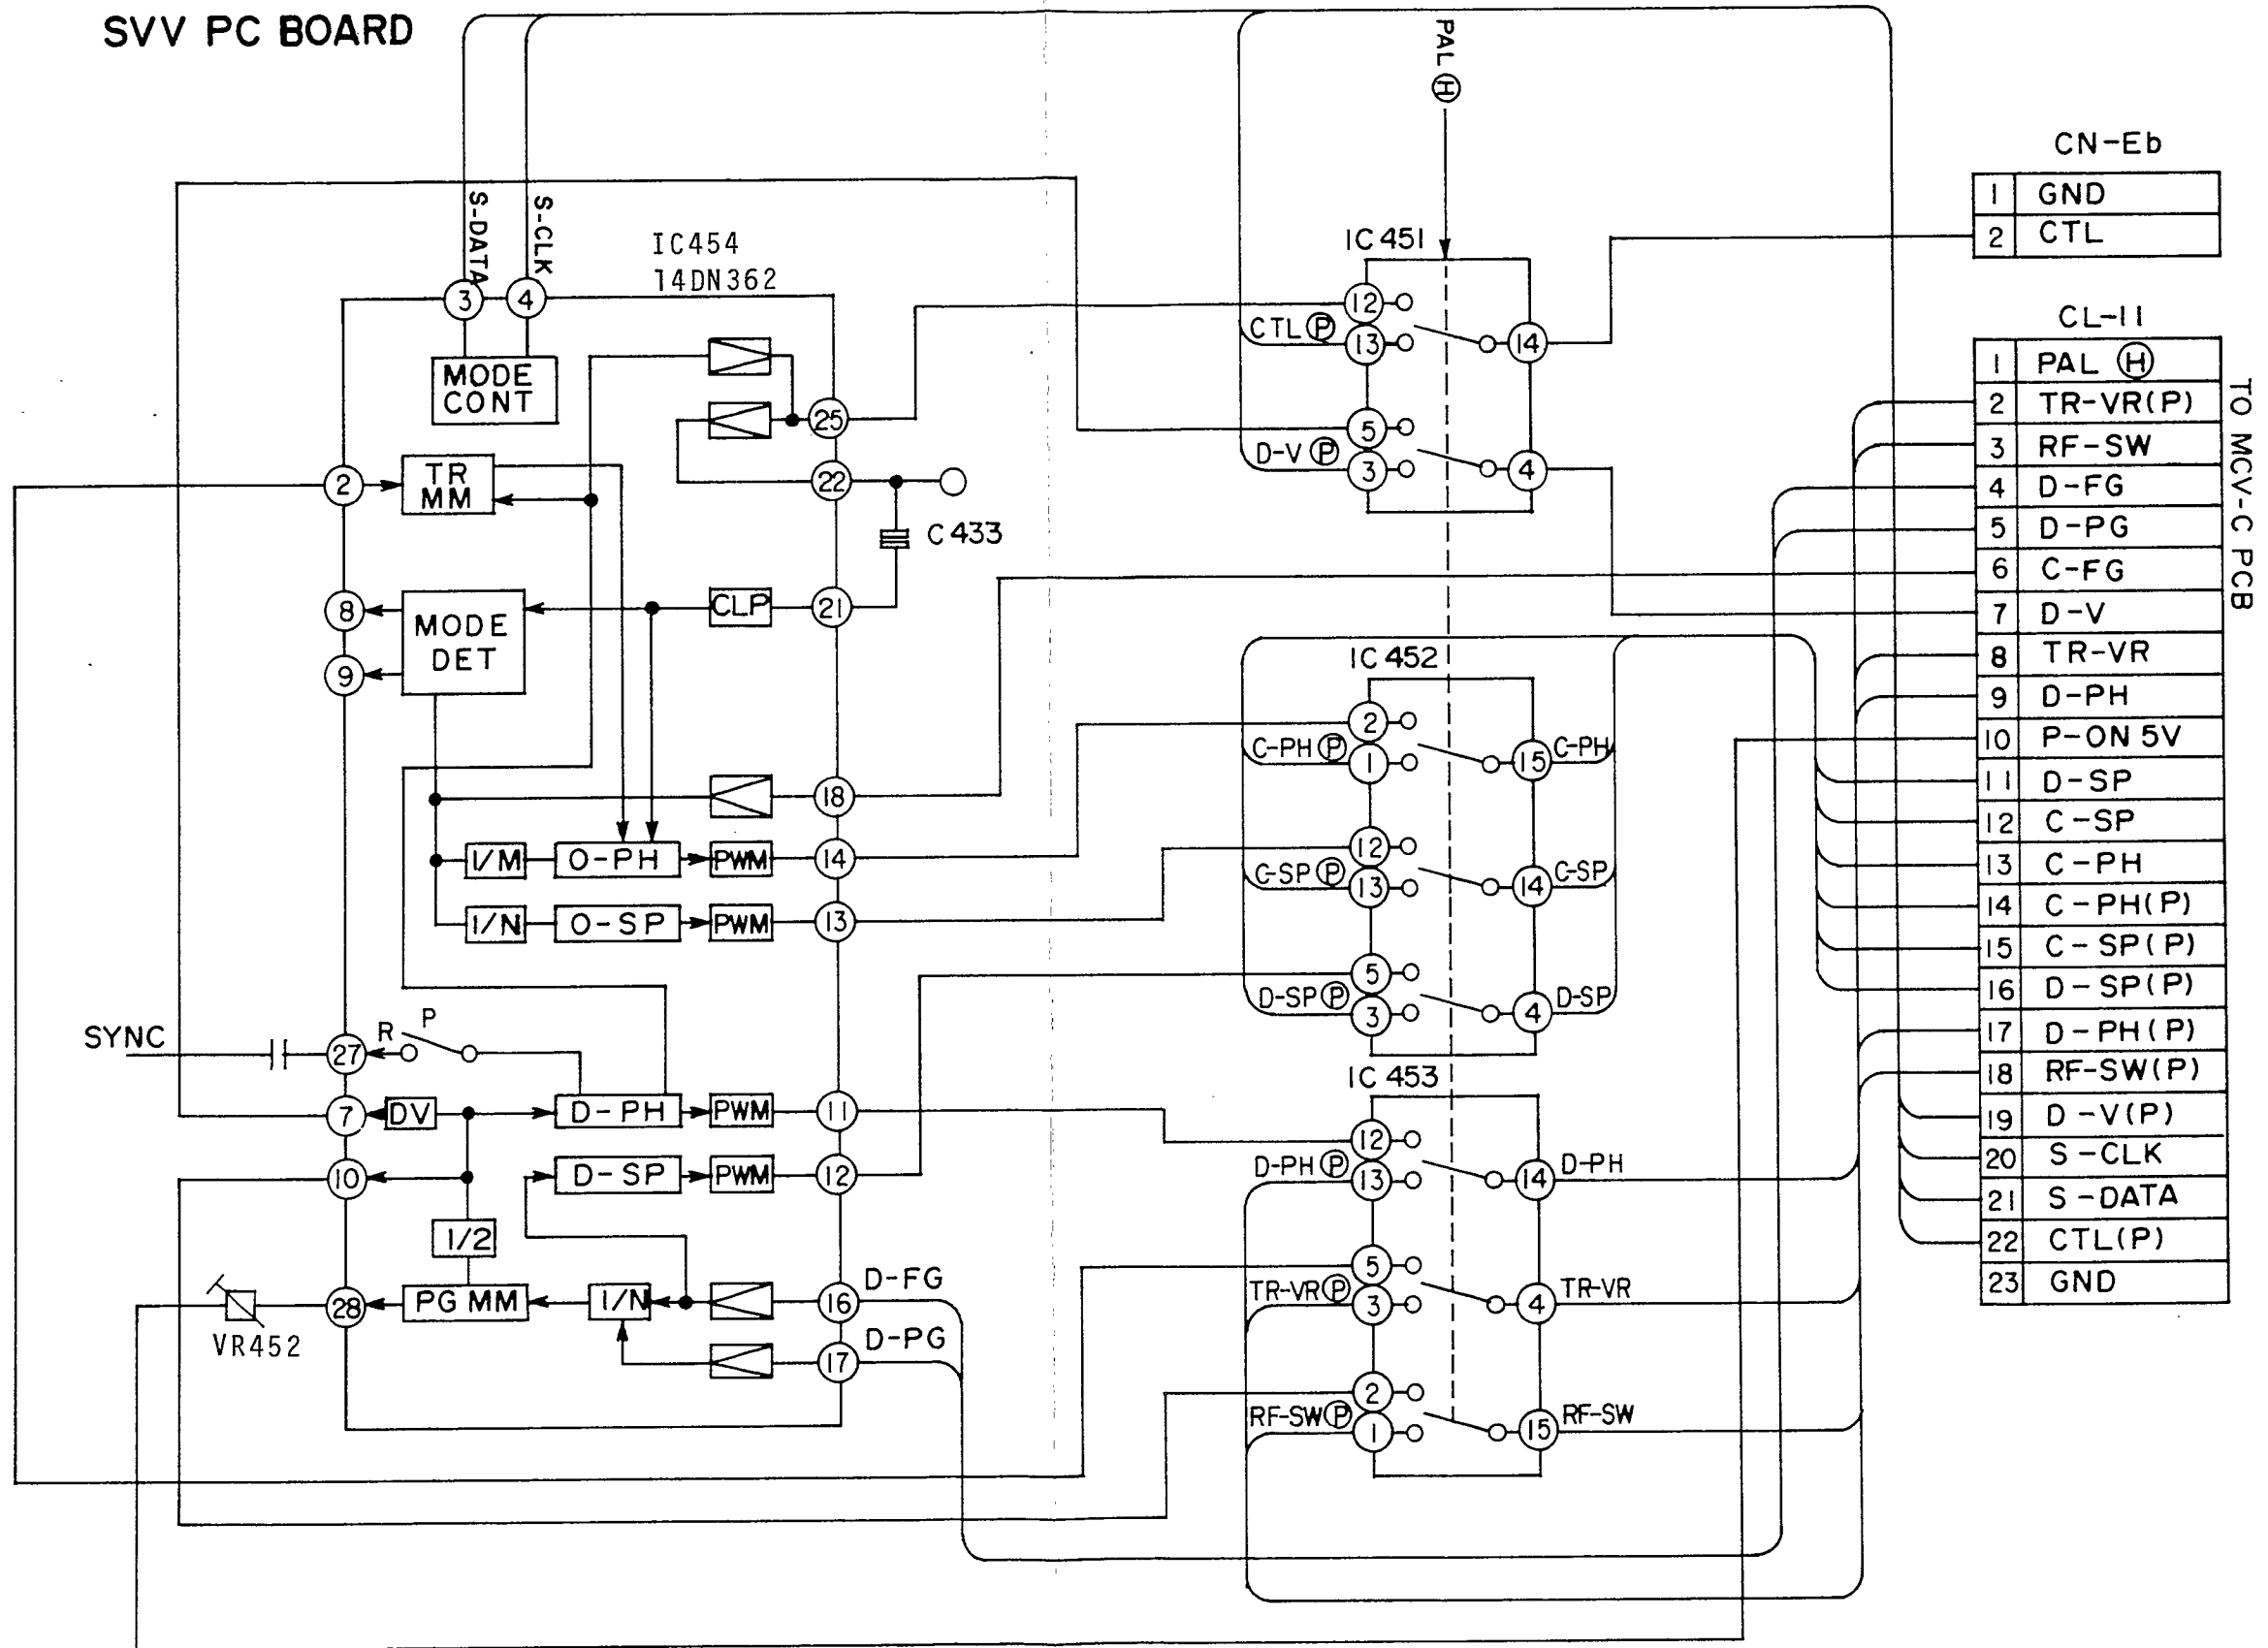 SVV PC BOARD
PAL Ⓗ
S-DATA
S-CLK
IC454
14DN362
3
4
MODE
CONT
25
22
C433
2
TR
MM
8
9
MODE
DET
CLP
21
18
1/M
O-PH
PWM
14
1/N
O-SP
PWM
13
SYNC
27
R
P
7
DV
D-PH
PWM
11
10
D-SP
PWM
12
1/2
28
PG MM
1/N
16
D-FG
17
D-PG
VR452
IC451
12
CTL Ⓟ
13
14
5
D-V Ⓟ
3
4
IC 452
2
C-PH Ⓟ
1
15
C-PH
12
C-SP Ⓟ
13
14
C-SP
5
D-SP Ⓟ
3
4
D-SP
IC 453
12
D-PH Ⓟ
13
14
D-PH
5
TR-VR Ⓟ
3
4
TR-VR
2
RF-SW Ⓟ
1
15
RF-SW
CN-Eb
1 GND
2 CTL
CL-11
1 PAL Ⓗ
2 TR-VR(P)
3 RF-SW
4 D-FG
5 D-PG
6 C-FG
7 D-V
8 TR-VR
9 D-PH
10 P-ON 5V
11 D-SP
12 C-SP
13 C-PH
14 C-PH(P)
15 C-SP(P)
16 D-SP(P)
17 D-PH(P)
18 RF-SW(P)
19 D-V(P)
20 S-CLK
21 S-DATA
22 CTL(P)
23 GND
TO MCV-C PCB